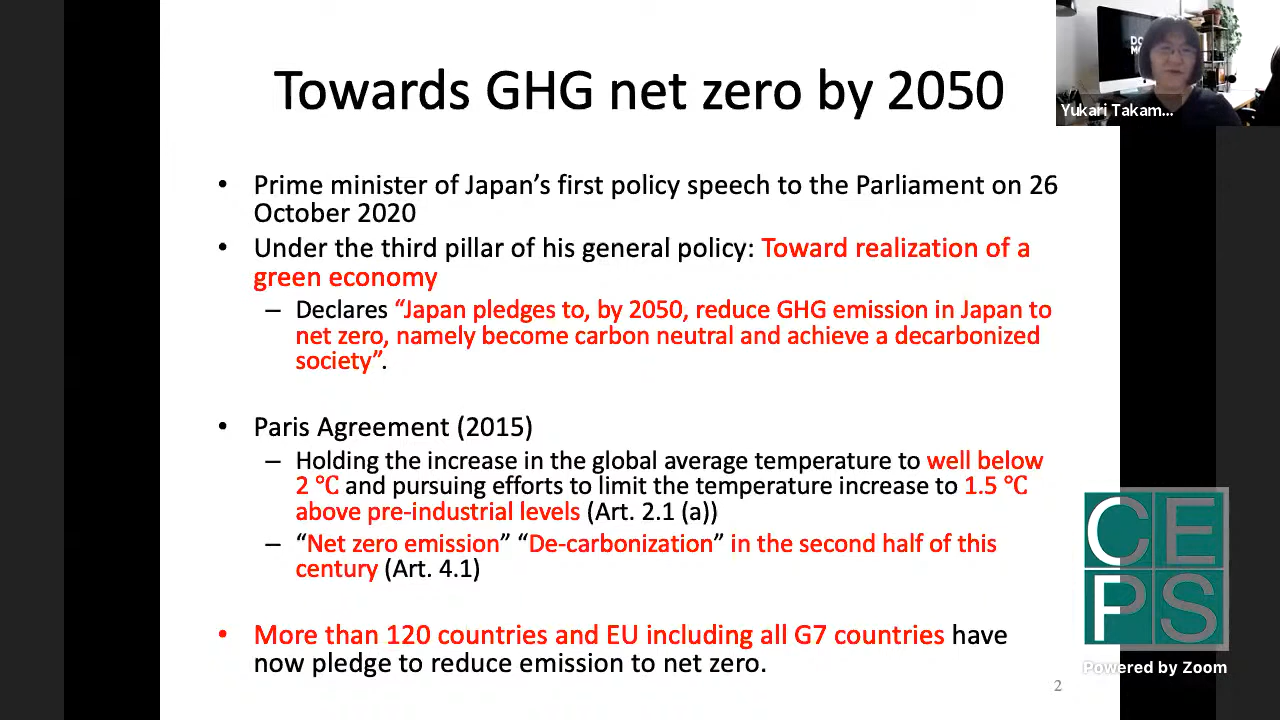 Towards GHG net zero by 2050
Yukari Takam...
• Prime minister of Japan's first policy speech to the Parliament on 26
October 2020
• Under the third pillar of his general policy: Toward realization of a
green economy
– Declares “Japan pledges to, by 2050, reduce GHG emission in Japan to
net zero, namely become carbon neutral and achieve a decarbonized
society”.
• Paris Agreement (2015)
– Holding the increase in the global average temperature to well below
2 ℃ and pursuing efforts to limit the temperature increase to 1.5 ℃
above pre-industrial levels (Art. 2.1 (a))
– “Net zero emission” “De-carbonization” in the second half of this
century (Art. 4.1)
• More than 120 countries and EU including all G7 countries have
now pledge to reduce emission to net zero.
CE
PS
Powered by Zoom
2